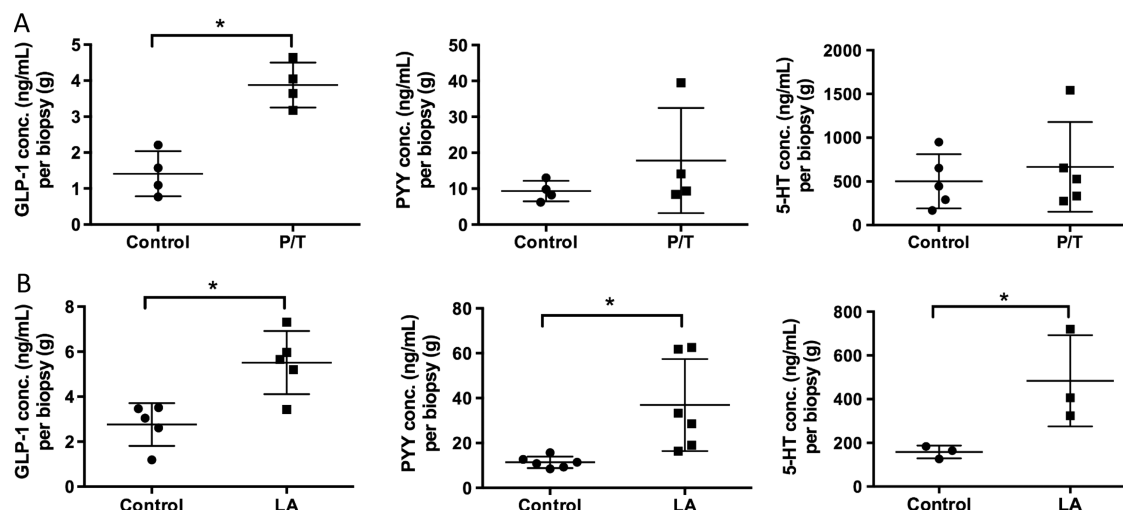 A
GLP-1 conc. (ng/mL)
per biopsy (g)
5
4
3
2
1
0
*
Control
P/T
PYY conc. (ng/mL)
per biopsy (g)
50
40
30
20
10
0
Control
P/T
5-HT conc. (ng/mL)
per biopsy (g)
2000
1500
1000
500
0
Control
P/T
B
GLP-1 conc. (ng/mL)
per biopsy (g)
8
6
4
2
0
*
Control
LA
PYY conc. (ng/mL)
per biopsy (g)
80
60
40
20
0
*
Control
LA
5-HT conc. (ng/mL)
per biopsy (g)
800
600
400
200
0
*
Control
LA